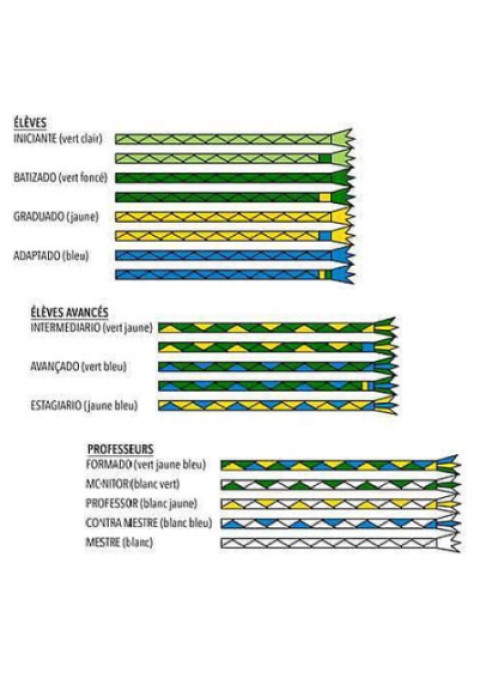 ÉLÈVES
INICIANTE (vert clair)
BATIZADO (vert foncé)
GRADUADO (jaune)
ADAPTADO (bleu)
ÉLÈVES AVANCÉS
INTERMEDIARIO (vert jaune)
AVANÇADO (vert bleu)
ESTAGIARIO (jaune bleu)
PROFESSEURS
FORMADO (vert jaune bleu)
MONITOR (blanc vert)
PROFESSOR (blanc jaune)
CONTRA MESTRE (blanc bleu)
MESTRE (blanc)